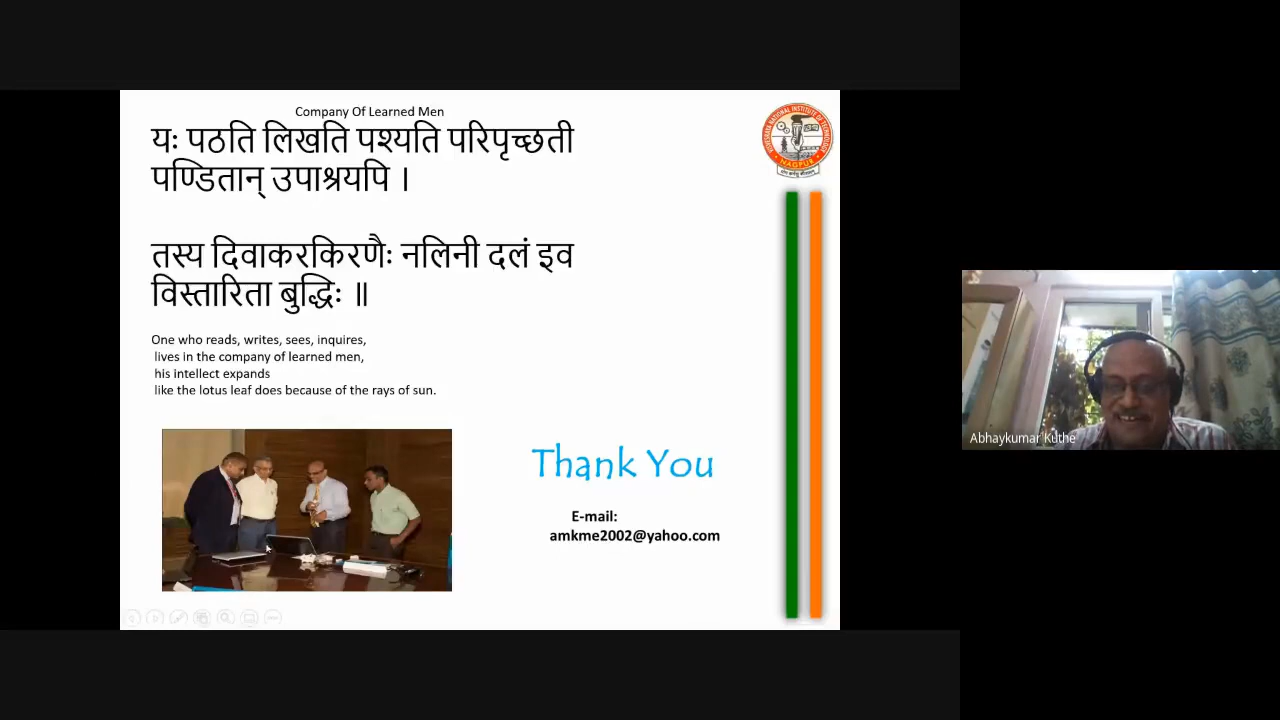 Company Of Learned Men
यः पठति लिखति पश्यति परिपृच्छती
पण्डितान् उपाश्रयपि ।
तस्य दिवाकरकिरणैः नलिनी दलं इव
विस्तारिता बुद्धिः ॥
One who reads, writes, sees, inquires,
lives in the company of learned men,
his intellect expands
like the lotus leaf does because of the rays of sun.
Thank You
E-mail:
amkme2002@yahoo.com
NAGPUR
Abhaykumar Kuthe